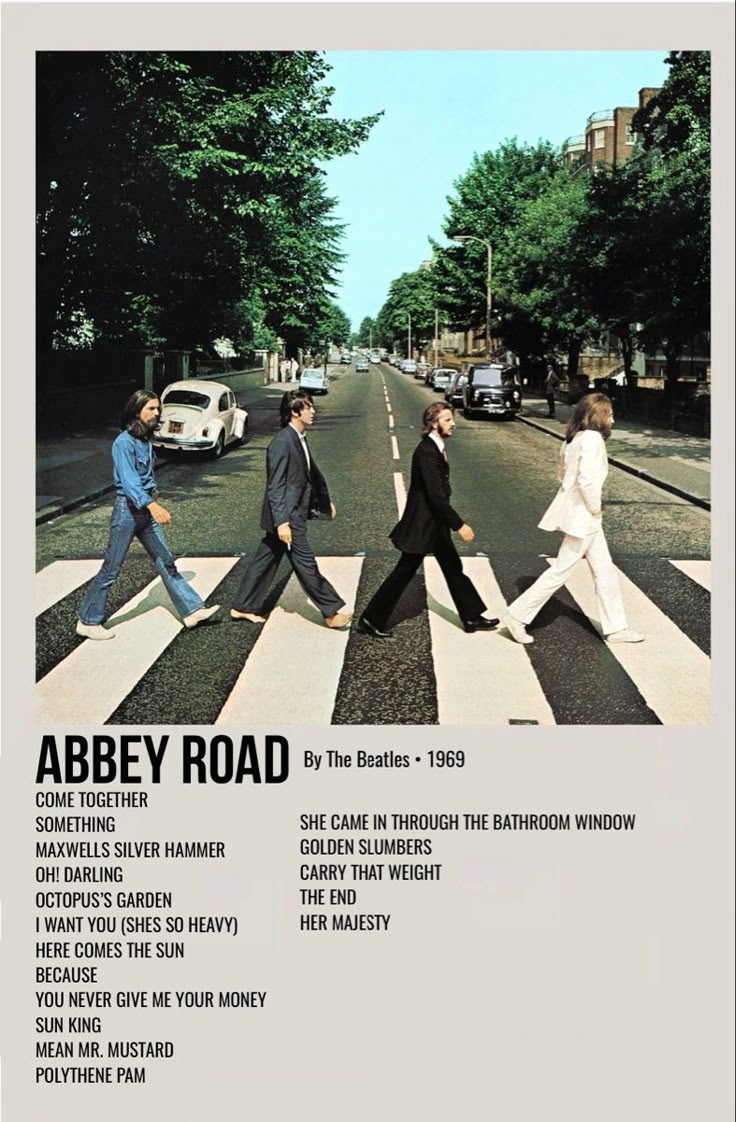 ABBEY ROAD By The Beatles • 1969
COME TOGETHER
SOMETHING
MAXWELLS SILVER HAMMER
OH! DARLING
OCTOPUS'S GARDEN
I WANT YOU (SHES SO HEAVY)
HERE COMES THE SUN
BECAUSE
YOU NEVER GIVE ME YOUR MONEY
SUN KING
MEAN MR. MUSTARD
POLYTHENE PAM
SHE CAME IN THROUGH THE BATHROOM WINDOW
GOLDEN SLUMBERS
CARRY THAT WEIGHT
THE END
HER MAJESTY